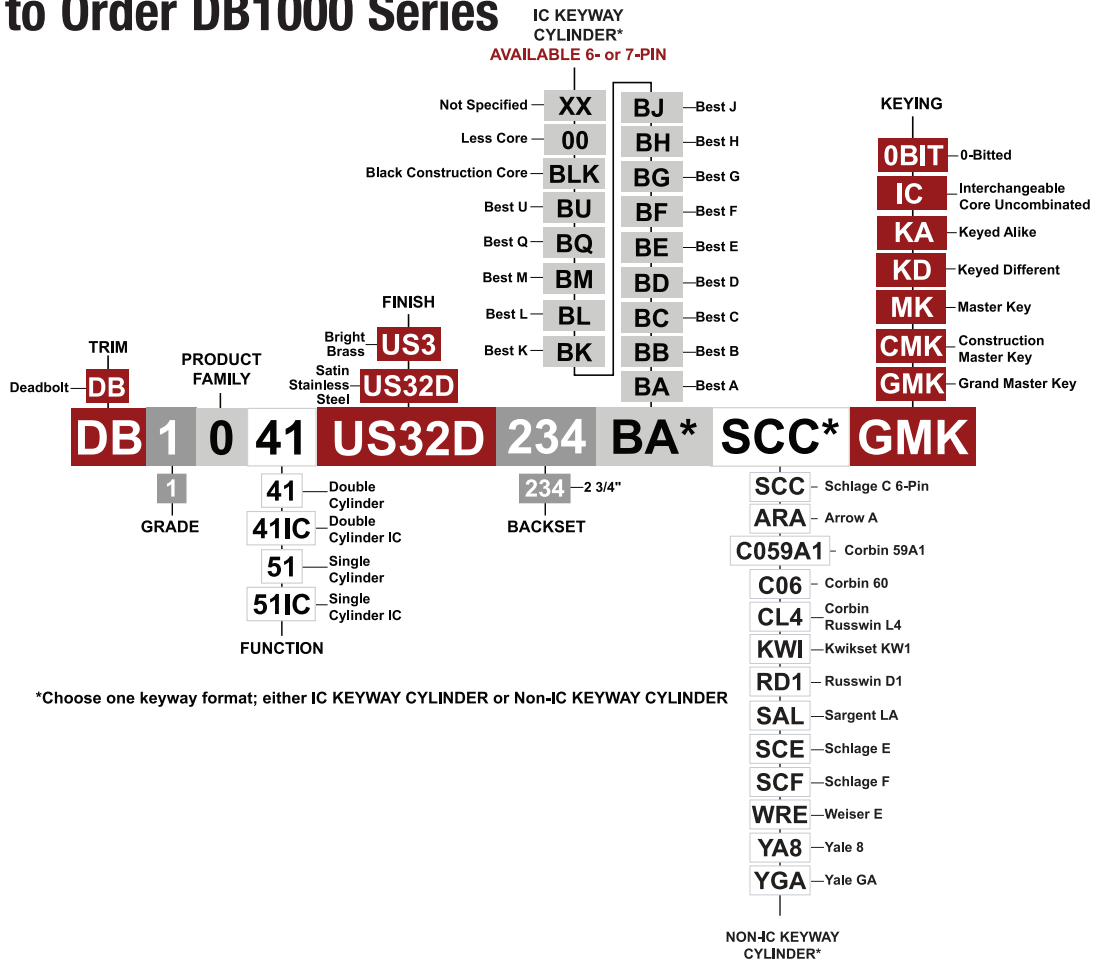 to Order DB1000 Series
IC KEYWAY
CYLINDER*
AVAILABLE 6- or 7-PIN
Not Specified
XX
Less Core
00
Black Construction Core
BLK
Best U
BU
Best Q
BQ
Best M
BM
Best L
BL
Best K
BK
BJ
Best J
BH
Best H
BG
Best G
BF
Best F
BE
Best E
BD
Best D
BC
Best C
BB
Best B
BA
Best A
KEYING
0BIT
0-Bitted
IC
Interchangeable
Core Uncombinated
KA
Keyed Alike
KD
Keyed Different
MK
Master Key
CMK
Construction
Master Key
GMK
Grand Master Key
FINISH
Bright
Brass
US3
Satin
Stainless
Steel
US32D
TRIM
Deadbolt
DB
PRODUCT
FAMILY
DB 1 0 41 US32D 234 BA* SCC* GMK
1
GRADE
41
Double
Cylinder
41IC
Double
Cylinder IC
51
Single
Cylinder
51IC
Single
Cylinder IC
FUNCTION
234
2 3/4"
BACKSET
SCC
Schlage C 6-Pin
ARA
Arrow A
C059A1
Corbin 59A1
C06
Corbin 60
CL4
Corbin
Russwin L4
KWI
Kwikset KW1
RD1
Russwin D1
SAL
Sargent LA
SCE
Schlage E
SCF
Schlage F
WRE
Weiser E
YA8
Yale 8
YGA
Yale GA
NON-IC KEYWAY
CYLINDER*
*Choose one keyway format; either IC KEYWAY CYLINDER or Non-IC KEYWAY CYLINDER